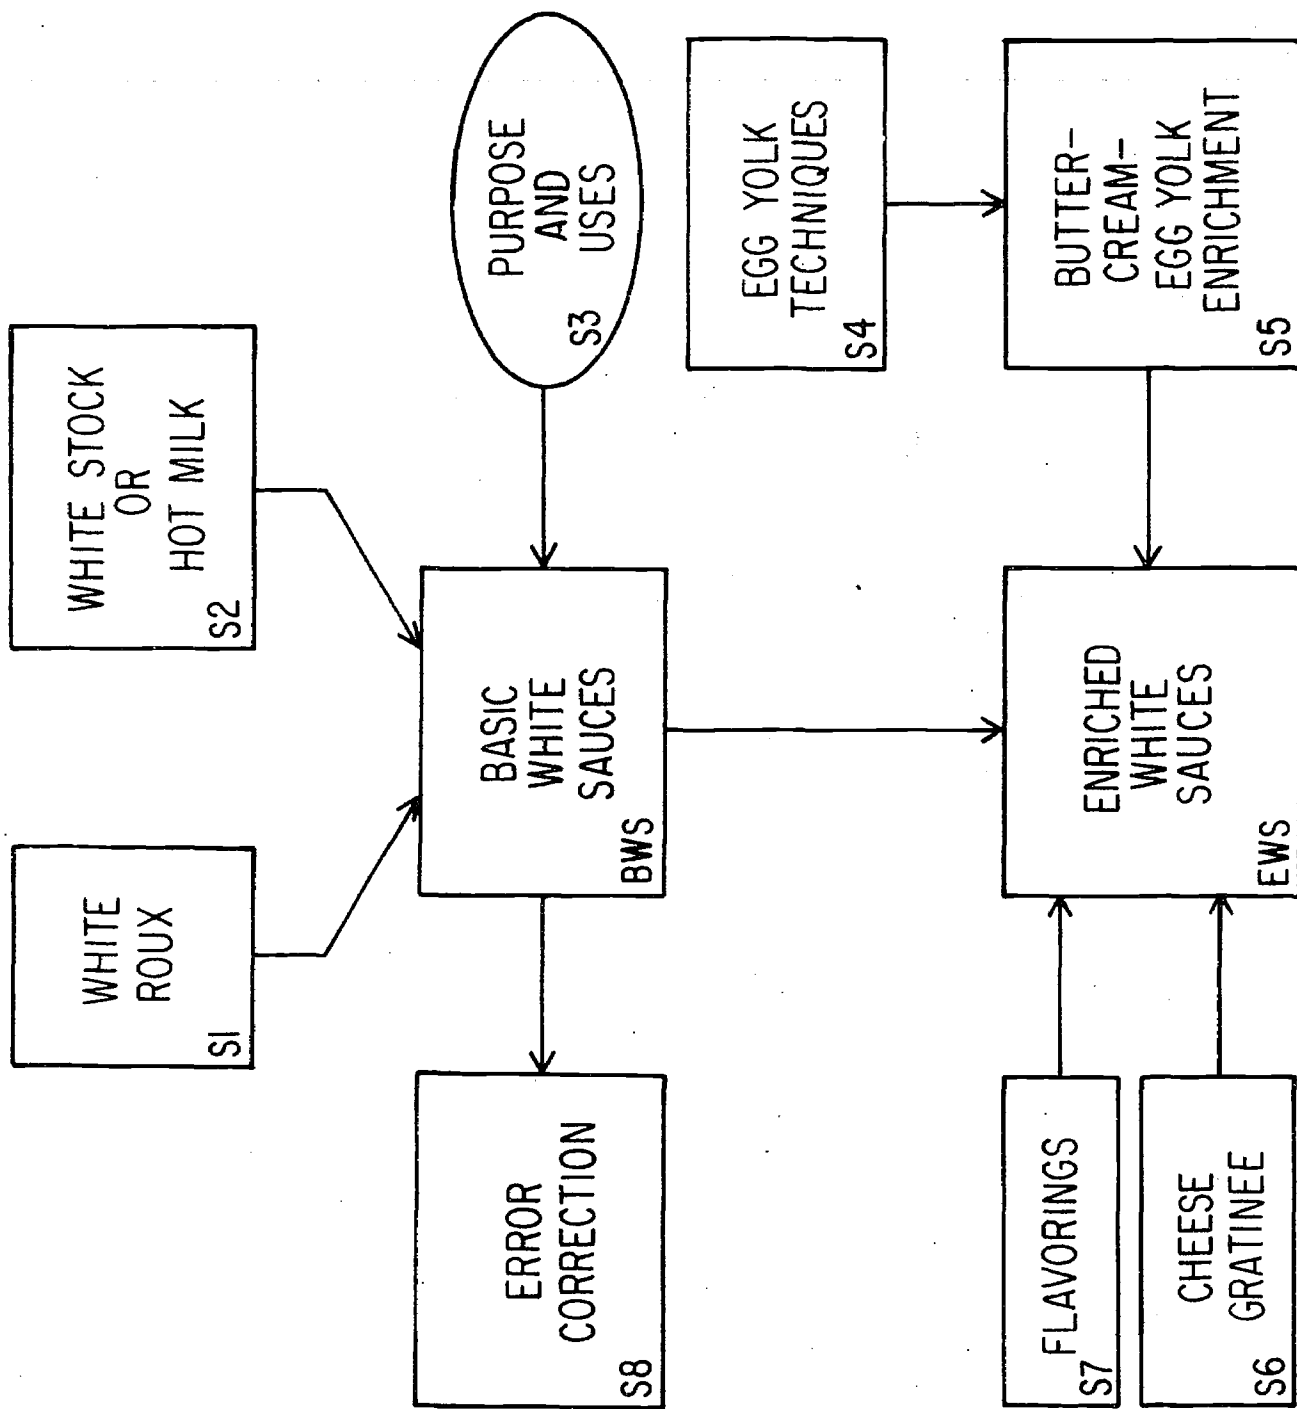 WHITE
ROUX
S1
WHITE STOCK
OR
HOT MILK
S2
ERROR
CORRECTION
S8
BASIC
WHITE
SAUCES
BWS
PURPOSE
AND
USES
S3
EGG YOLK
TECHNIQUES
S4
FLAVORINGS
S7
CHEESE
GRATINEE
S6
ENRICHED
WHITE
SAUCES
EWS
BUTTER-
CREAM-
EGG YOLK
ENRICHMENT
S5